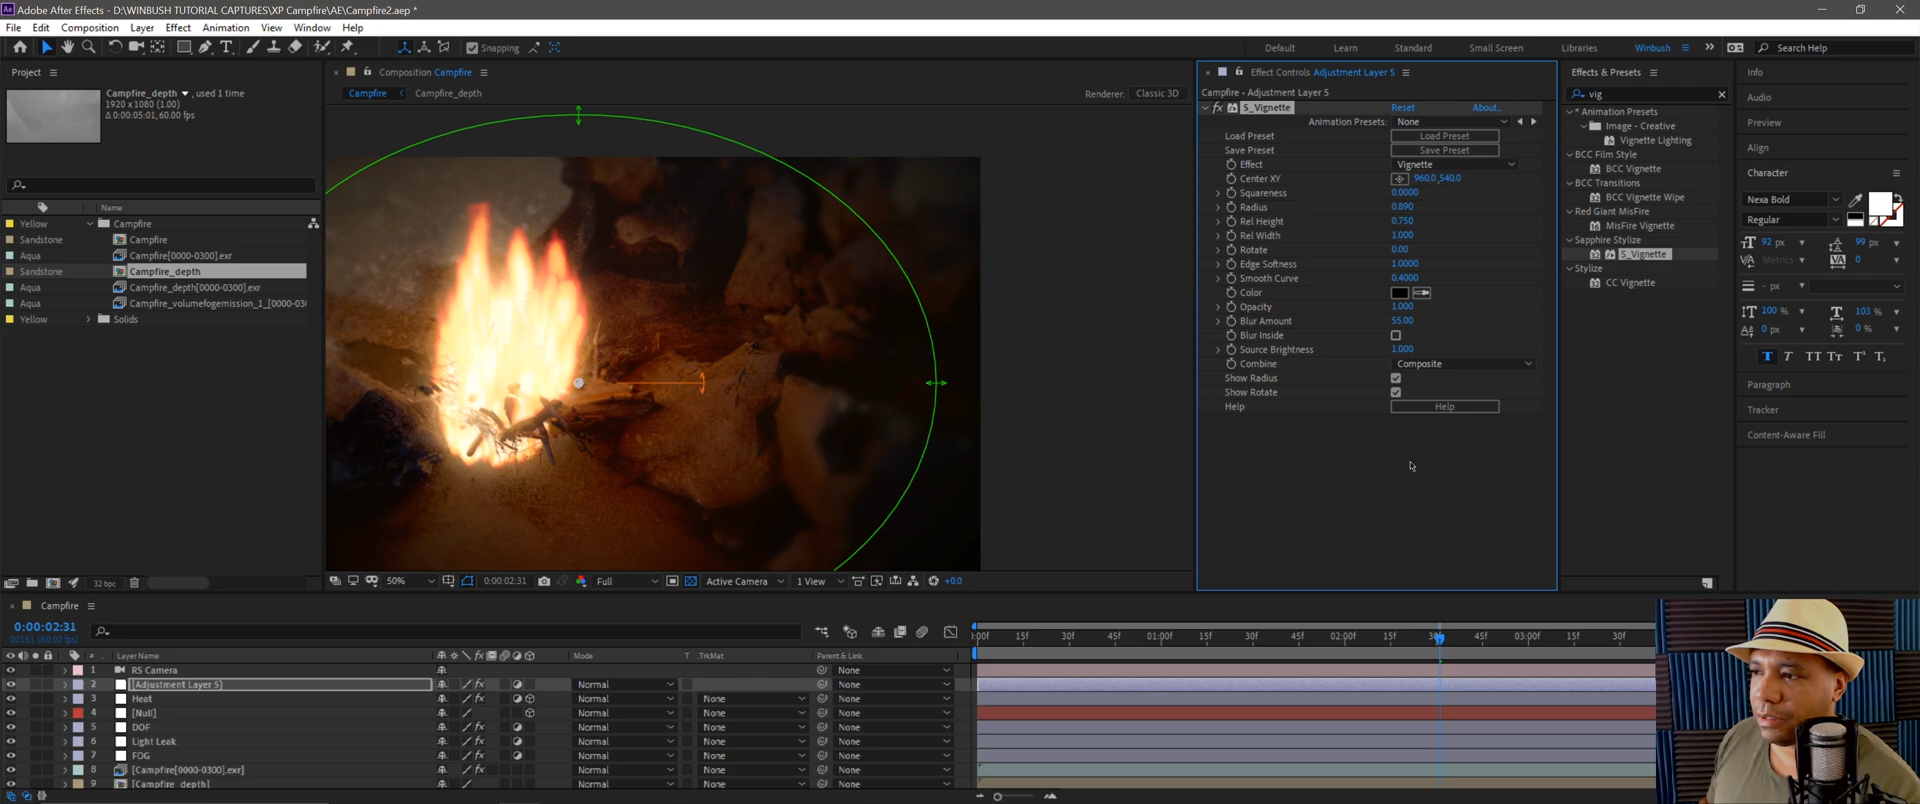 Adobe After Effects - D:\WINBUSH TUTORIAL CAPTURES\XP Campfire\AE\Campfire2.aep *
File Edit Composition Layer Effect Animation View Window Help
Snapping
Default Learn Standard Small Screen Libraries Winbush Search Help
Project
Campfire_depth ▼, used 1 time
1920 x 1080 (1.00)
Δ 0:00:05:01, 60.00 fps
Name
Yellow Campfire
Sandstone Campfire
Aqua Campfire[0000-0300].exr
Sandstone Campfire_depth
Aqua Campfire_depth[0000-0300].exr
Aqua Campfire_volumefogemission_1_[0000-03
Yellow Solids
32 bpc
Composition Campfire
Campfire Campfire_depth
Renderer: Classic 3D
50% 0:00:02:31 Full Active Camera 1 View +0.0
Effect Controls Adjustment Layer 5
Campfire • Adjustment Layer 5
fx S_Vignette Reset About...
Animation Presets: None
Load Preset Load Preset
Save Preset Save Preset
Effect Vignette
Center XY 960.0,540.0
Squareness 0.0000
Radius 0.890
Rel Height 0.750
Rel Width 1.000
Rotate 0.00
Edge Softness 1.0000
Smooth Curve 0.4000
Color
Opacity 1.000
Blur Amount 55.00
Blur Inside
Source Brightness 1.000
Combine Composite
Show Radius
Show Rotate
Help Help
Effects & Presets
vig
* Animation Presets
Image - Creative
Vignette Lighting
BCC Film Style
BCC Vignette
BCC Transitions
BCC Vignette Wipe
Red Giant MisFire
MisFire Vignette
Sapphire Stylize
S_Vignette
Stylize
CC Vignette
Info
Audio
Preview
Align
Character
Nexa Bold
Regular
92 px 99 px
Metrics 0
- px
100 % 103 %
0 px 0 %
T T TT Tт T¹ T₁
Paragraph
Tracker
Content-Aware Fill
Campfire
0:00:02:31
00151 (60.00 fps)
# Layer Name Mode T .TrkMat Parent & Link
:00f 15f 30f 45f 01:00f 15f 30f 45f 02:00f 15f 30f 45f 03:00f 15f 30f
1 RS Camera None
2 [Adjustment Layer 5] Normal None
3 Heat Normal None None
4 [Null] Normal None None
5 DOF Normal None None
6 Light Leak Normal None None
7 FOG Normal None None
8 [Campfire[0000-0300].exr] Normal None None
9 [Campfire_depth] Normal None None